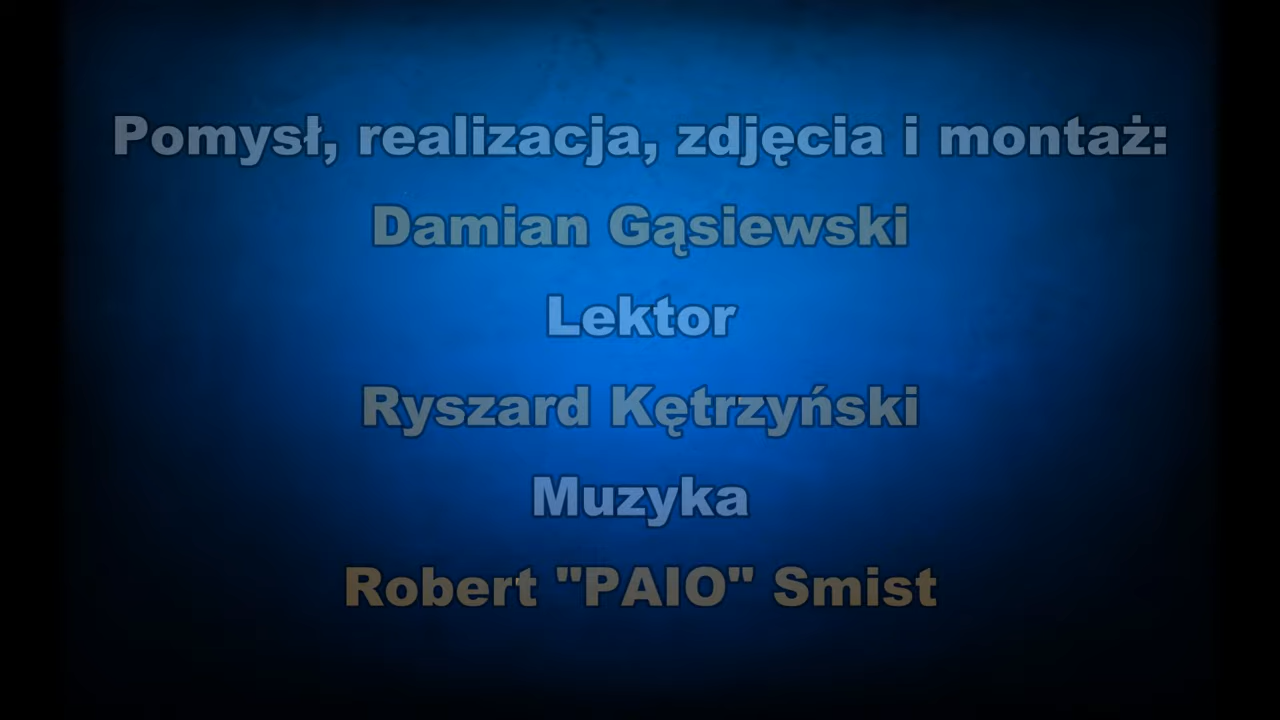 Pomysł, realizacja, zdjęcia i montaż:
Damian Gąsiewski
Lektor
Ryszard Kętrzyński
Muzyka
Robert "PAIO" Smist